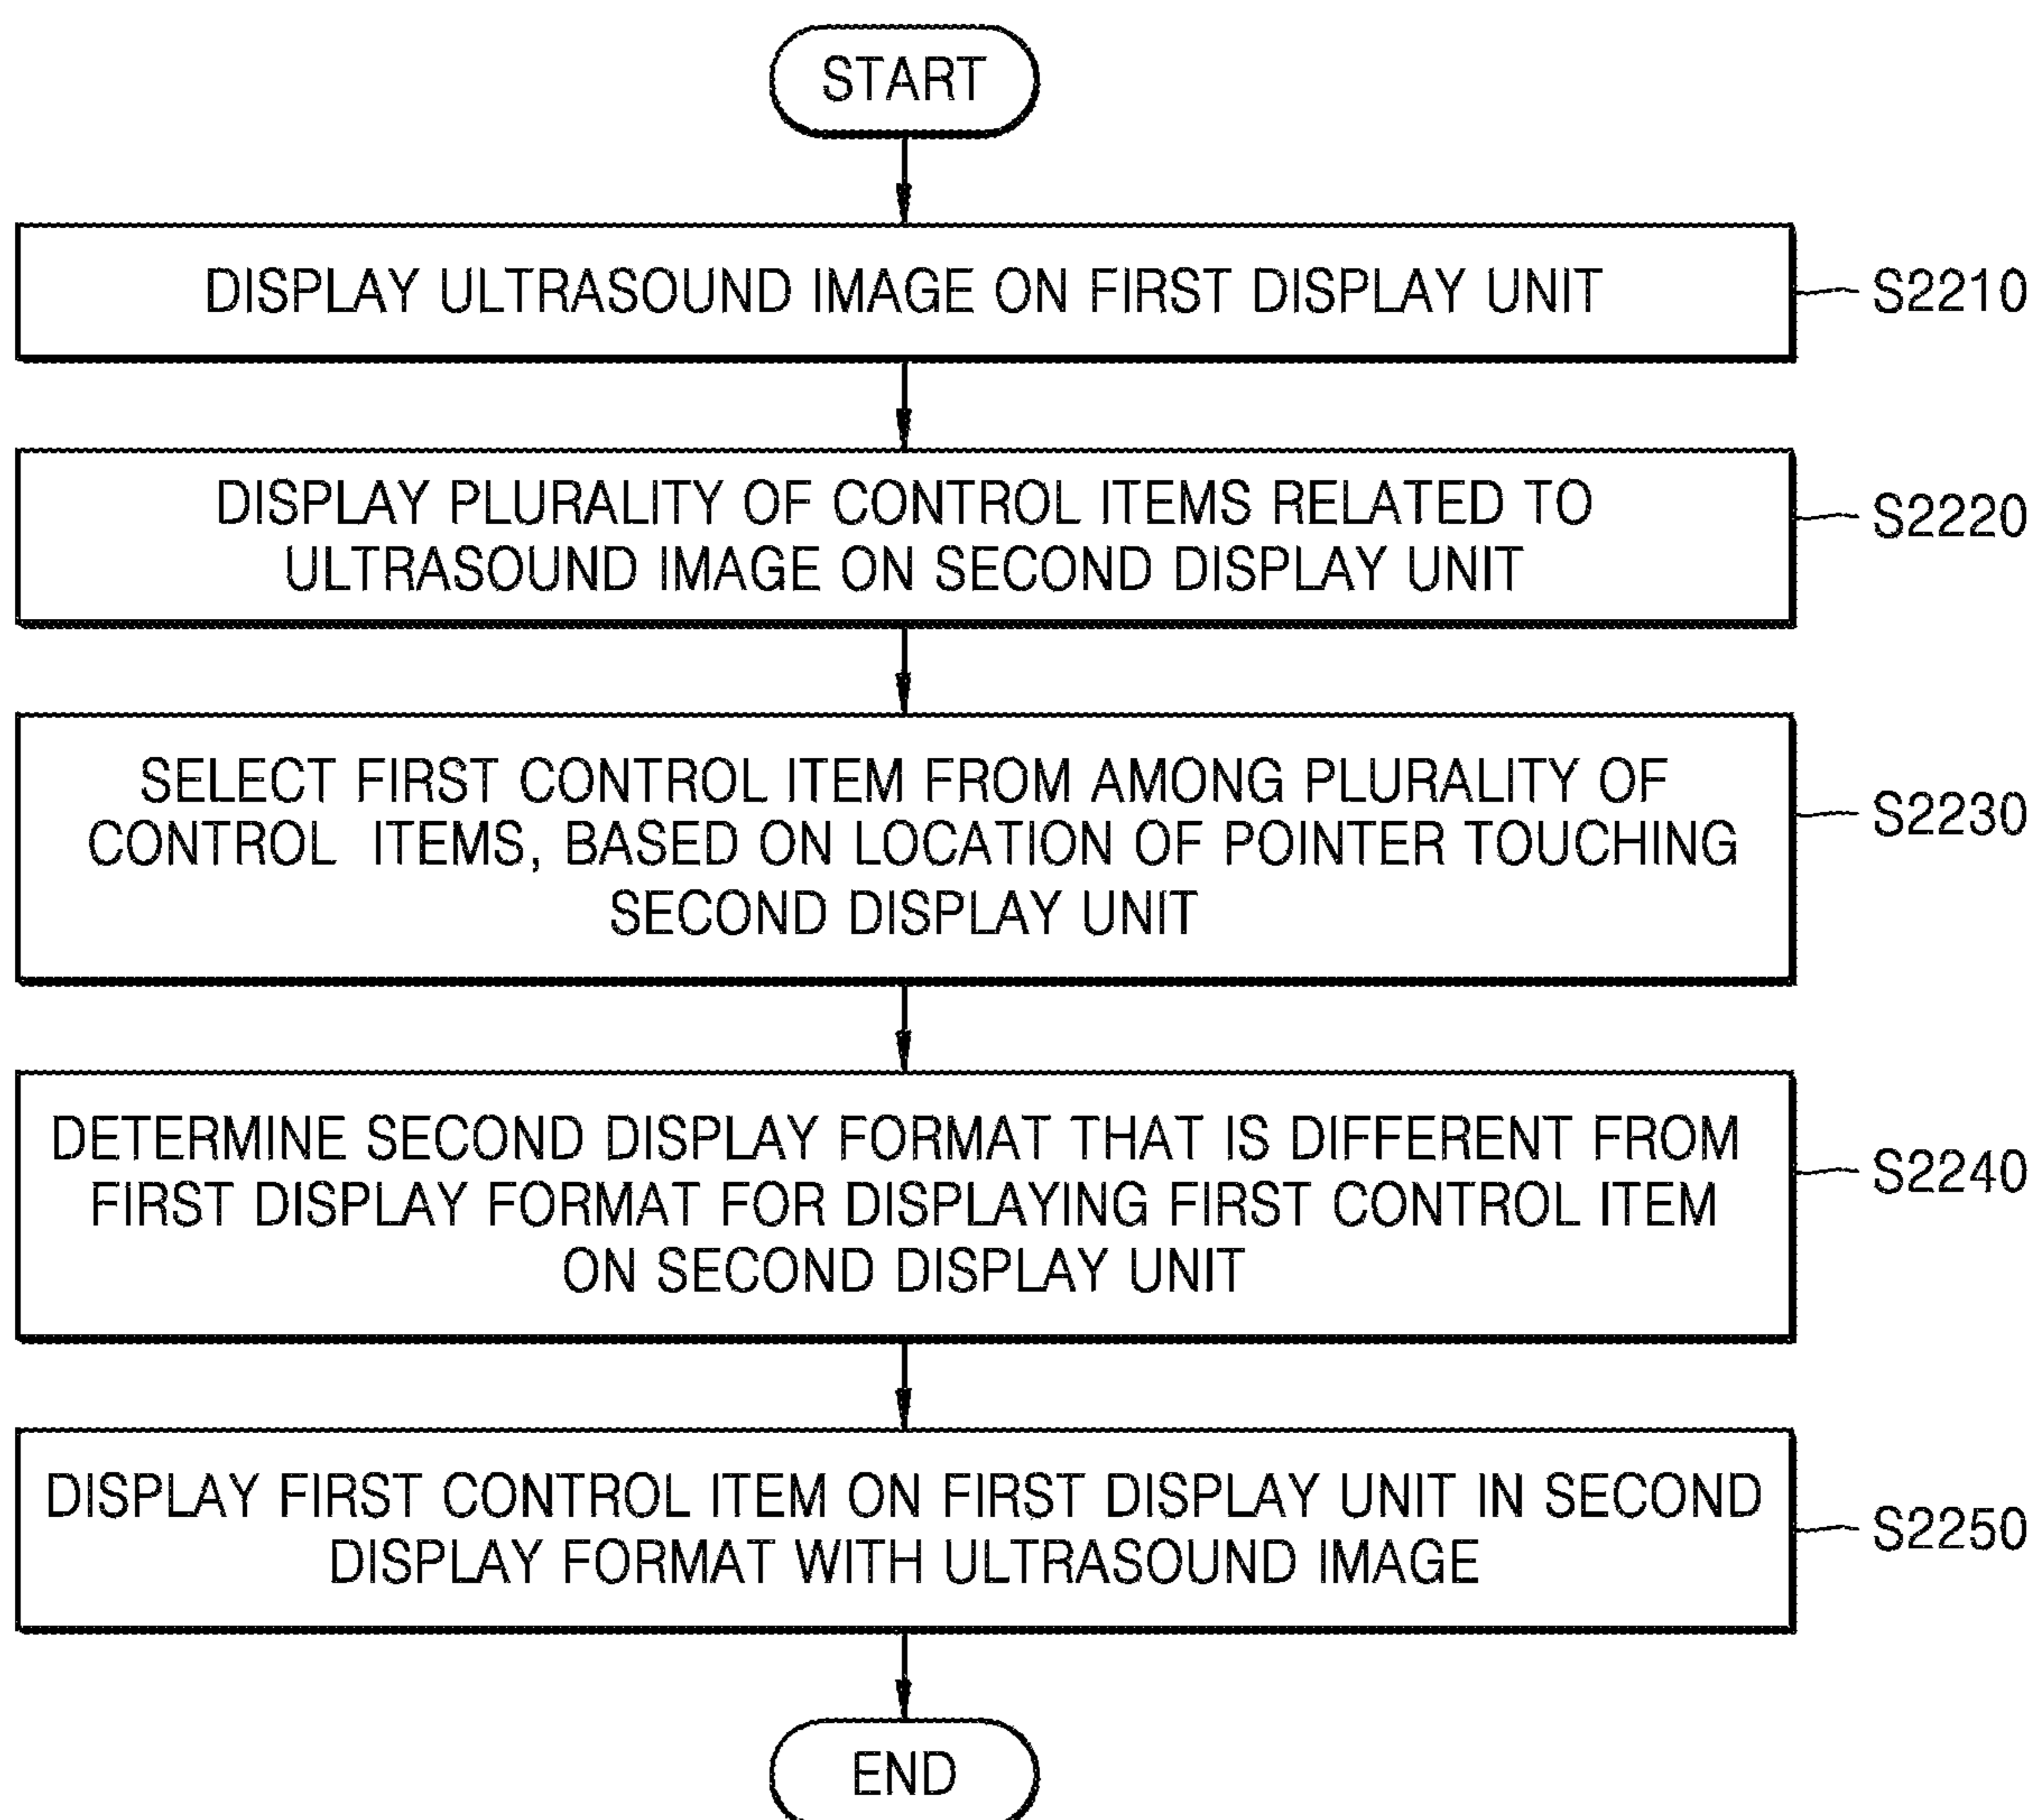 START
DISPLAY ULTRASOUND IMAGE ON FIRST DISPLAY UNIT
S2210
DISPLAY PLURALITY OF CONTROL ITEMS RELATED TO
ULTRASOUND IMAGE ON SECOND DISPLAY UNIT
S2220
SELECT FIRST CONTROL ITEM FROM AMONG PLURALITY OF
CONTROL ITEMS, BASED ON LOCATION OF POINTER TOUCHING
SECOND DISPLAY UNIT
S2230
DETERMINE SECOND DISPLAY FORMAT THAT IS DIFFERENT FROM
FIRST DISPLAY FORMAT FOR DISPLAYING FIRST CONTROL ITEM
ON SECOND DISPLAY UNIT
S2240
DISPLAY FIRST CONTROL ITEM ON FIRST DISPLAY UNIT IN SECOND
DISPLAY FORMAT WITH ULTRASOUND IMAGE
S2250
END